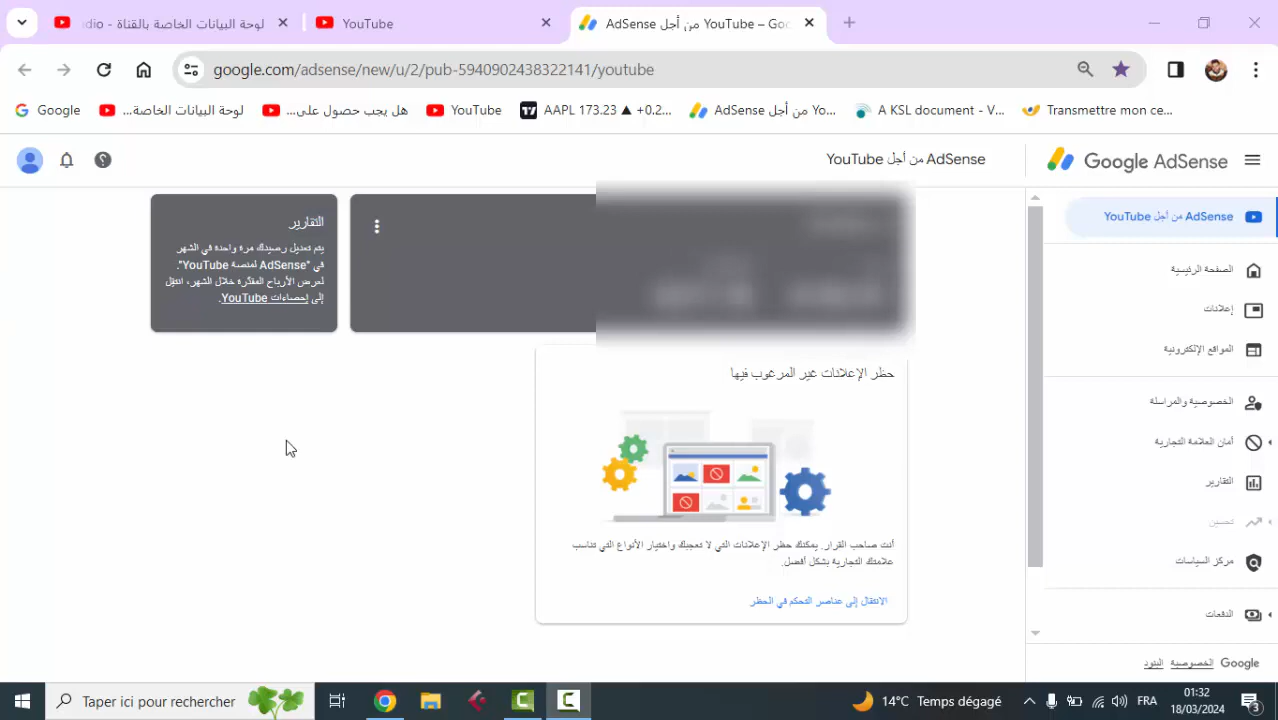 لوحة البيانات الخاصة بالقناة - dio
YouTube
AdSense من أجل YouTube – Goo
google.com/adsense/new/u/2/pub-5940902438322141/youtube
Google
لوحة البيانات الخاصة...
هل يجب حصول على...
YouTube
AAPL 173.23 ▲ +0.2...
AdSense من أجل Yo...
A KSL document - V...
Transmettre mon ce...
Google AdSense
AdSense من أجل YouTube
AdSense من أجل YouTube
الصفحة الرئيسية
إعلانات
المواقع الإلكترونية
الخصوصية والمراسلة
أمان العلامة التجارية
التقارير
تحسين
مركز السياسات
الدفعات
Google الخصوصية البنود
التقارير
يتم تعديل رصيدك مرة واحدة في الشهر
في "AdSense لمنصة YouTube".
لعرض الأرباح المقدّرة خلال الشهر، انتقِل
إلى إحصاءات YouTube.
حظر الإعلانات غير المرغوب فيها
أنت صاحب القرار. يمكنك حظر الإعلانات التي لا تعجبك واختيار الأنواع التي تناسب
علامتك التجارية بشكل أفضل.
الانتقال إلى عناصر التحكم في الحظر
Taper ici pour rechercher
14°C Temps dégagé
FRA
01:32
18/03/2024
3